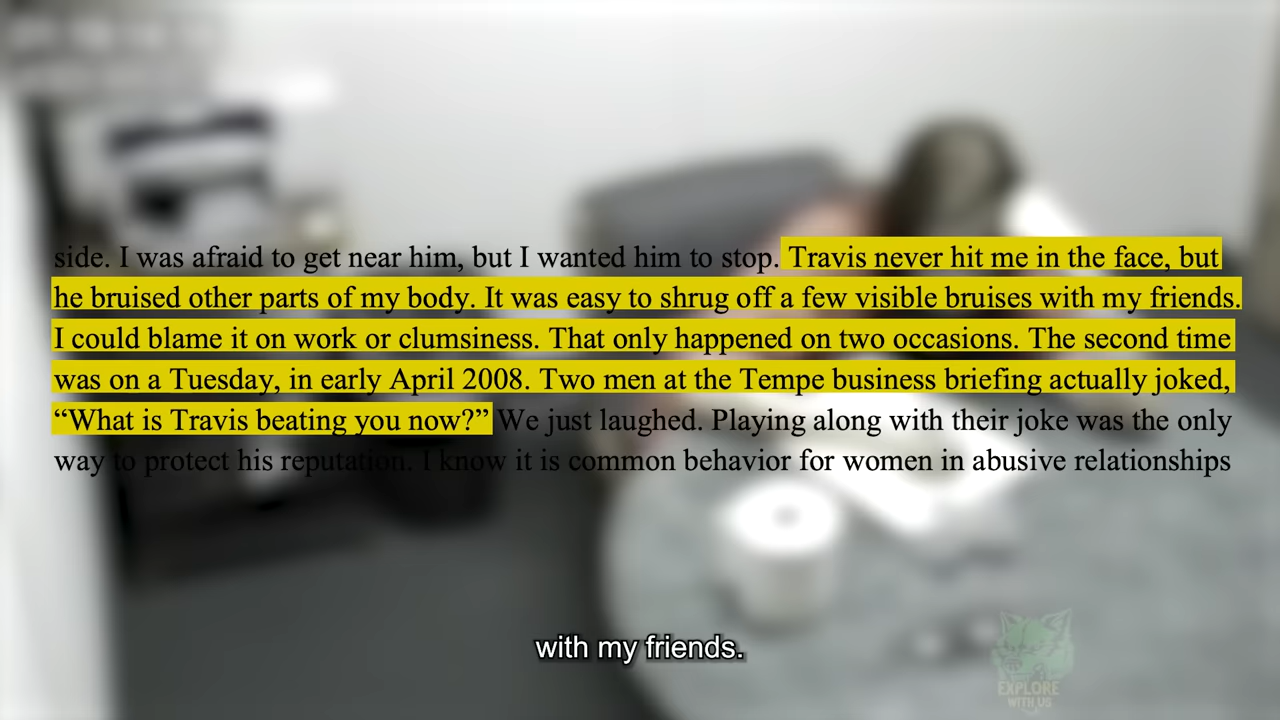 side. I was afraid to get near him, but I wanted him to stop. Travis never hit me in the face, but
he bruised other parts of my body. It was easy to shrug off a few visible bruises with my friends.
I could blame it on work or clumsiness. That only happened on two occasions. The second time
was on a Tuesday, in early April 2008. Two men at the Tempe business briefing actually joked,
“What is Travis beating you now?” We just laughed. Playing along with their joke was the only
way to protect his reputation. I know it is common behavior for women in abusive relationships
with my friends.
EXPLORE
WITH US